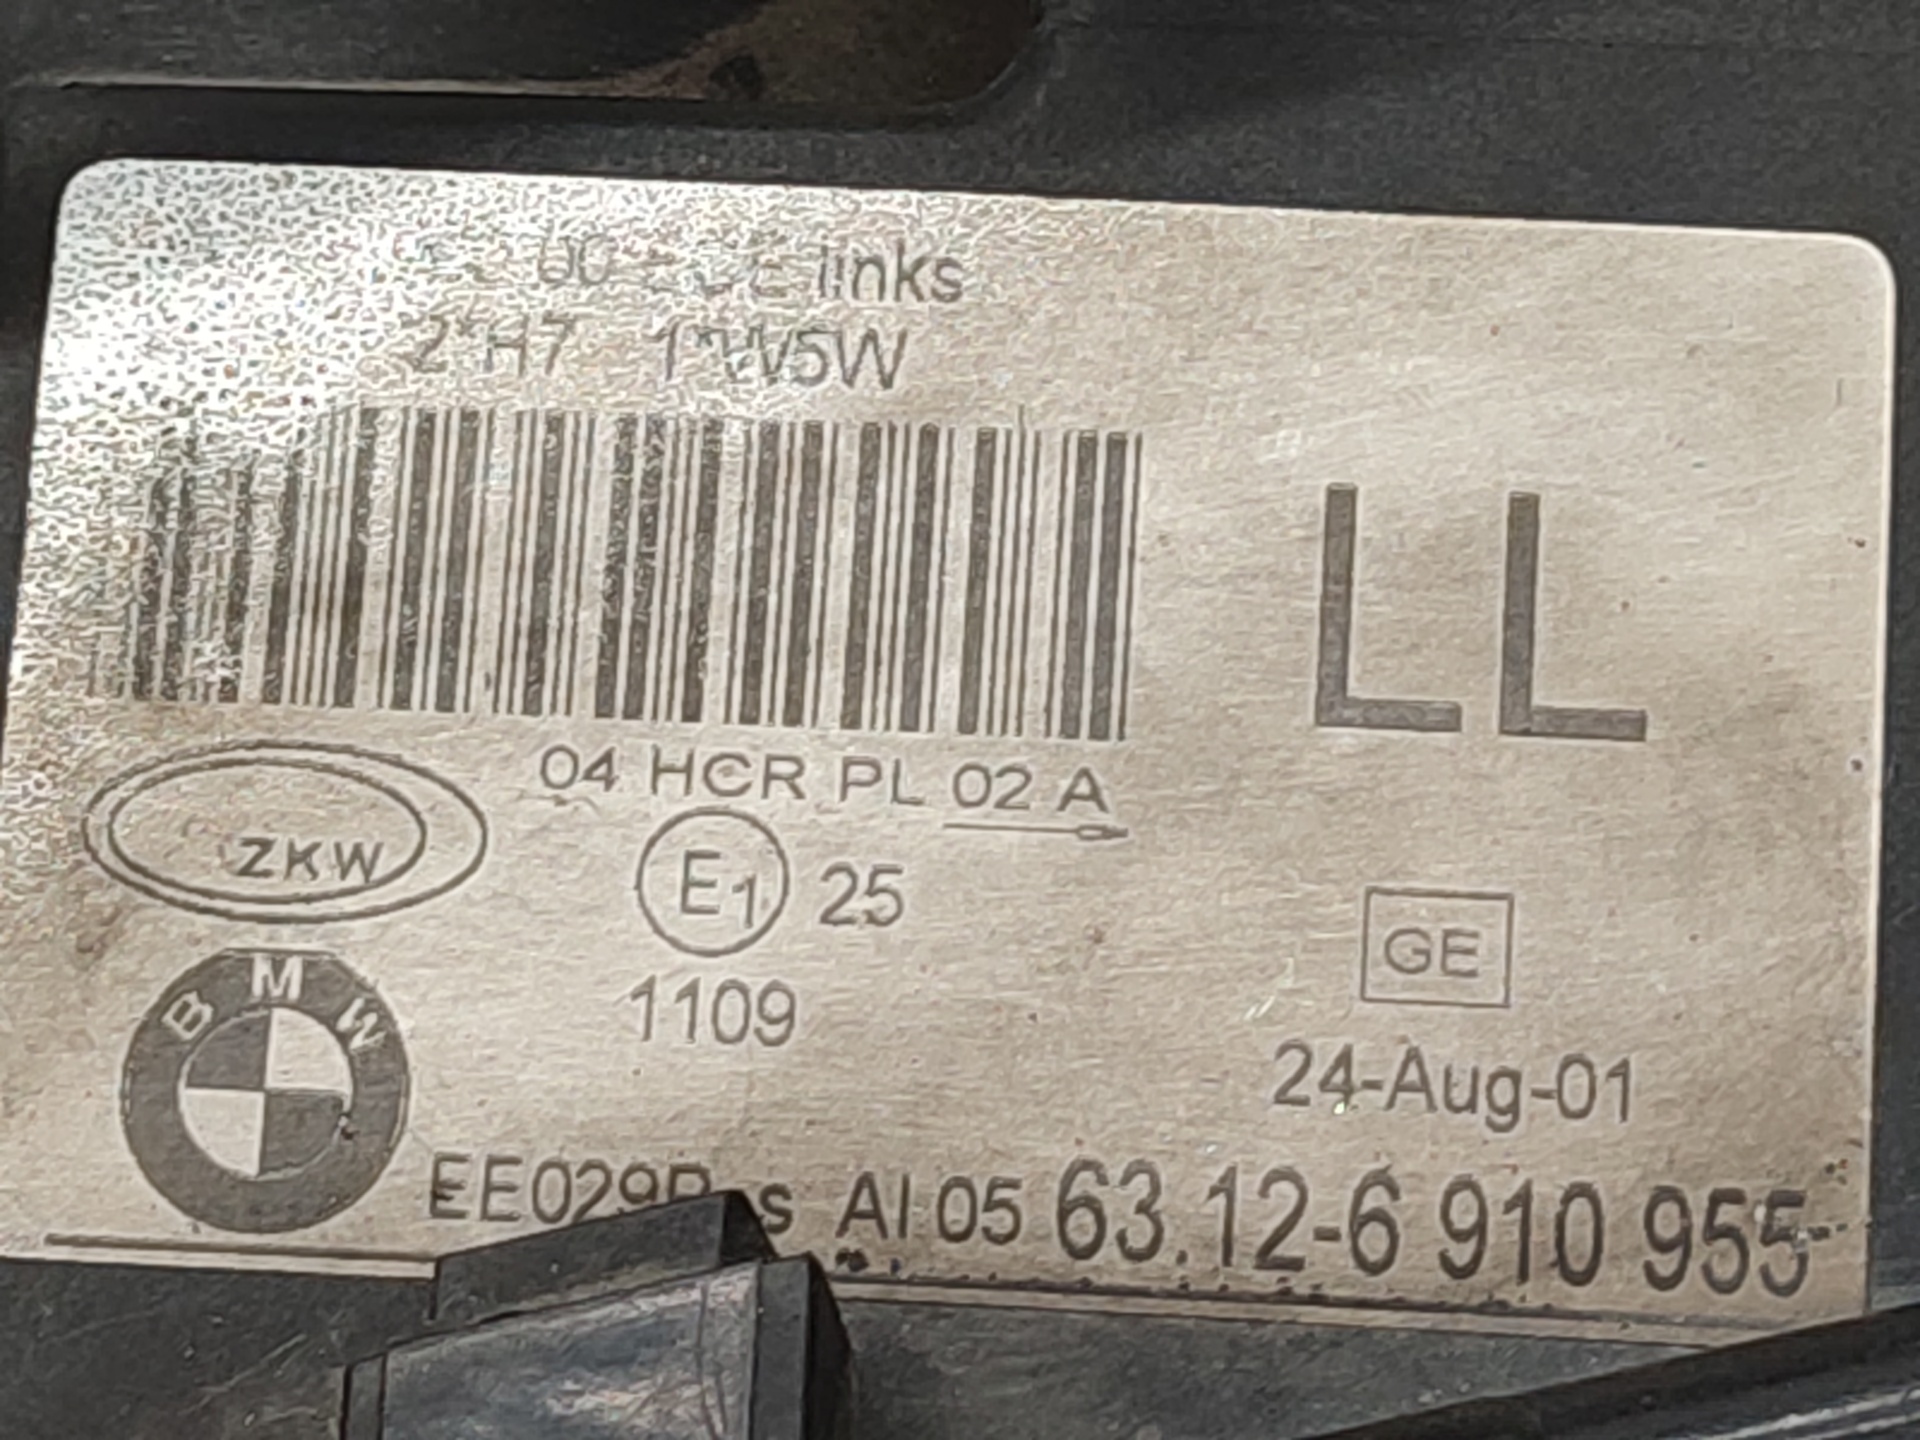 links
2*H7 1*W5W
LL
04 HCR PL 02 A
ZKW
E1 25
GE
1109
BMW
24-Aug-01
AI 05 63.12-6 910 955